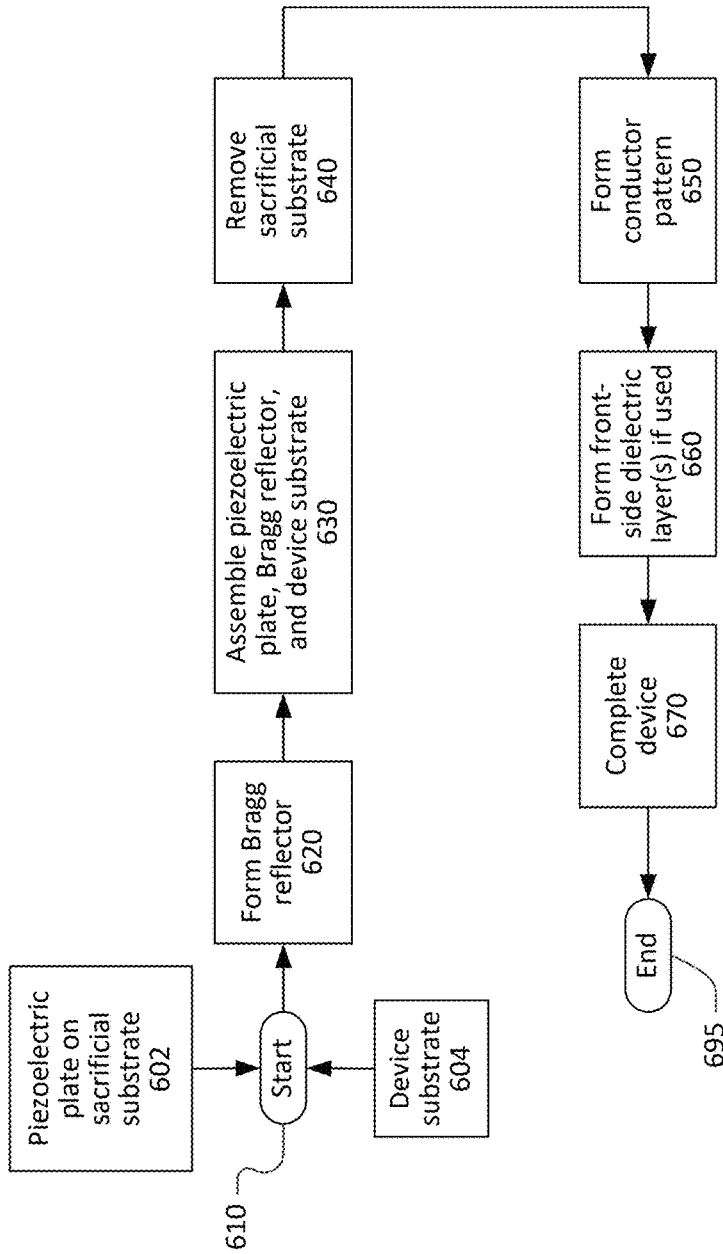 Piezoelectric
plate on
sacrificial
substrate
602
610
Start
Device
substrate
604
Form Bragg
reflector
620
Assemble piezoelectric
plate, Bragg reflector,
and device substrate
630
Remove
sacrificial
substrate
640
Form
conductor
pattern
650
Form front-
side dielectric
layer(s) if used
660
Complete
device
670
End
695